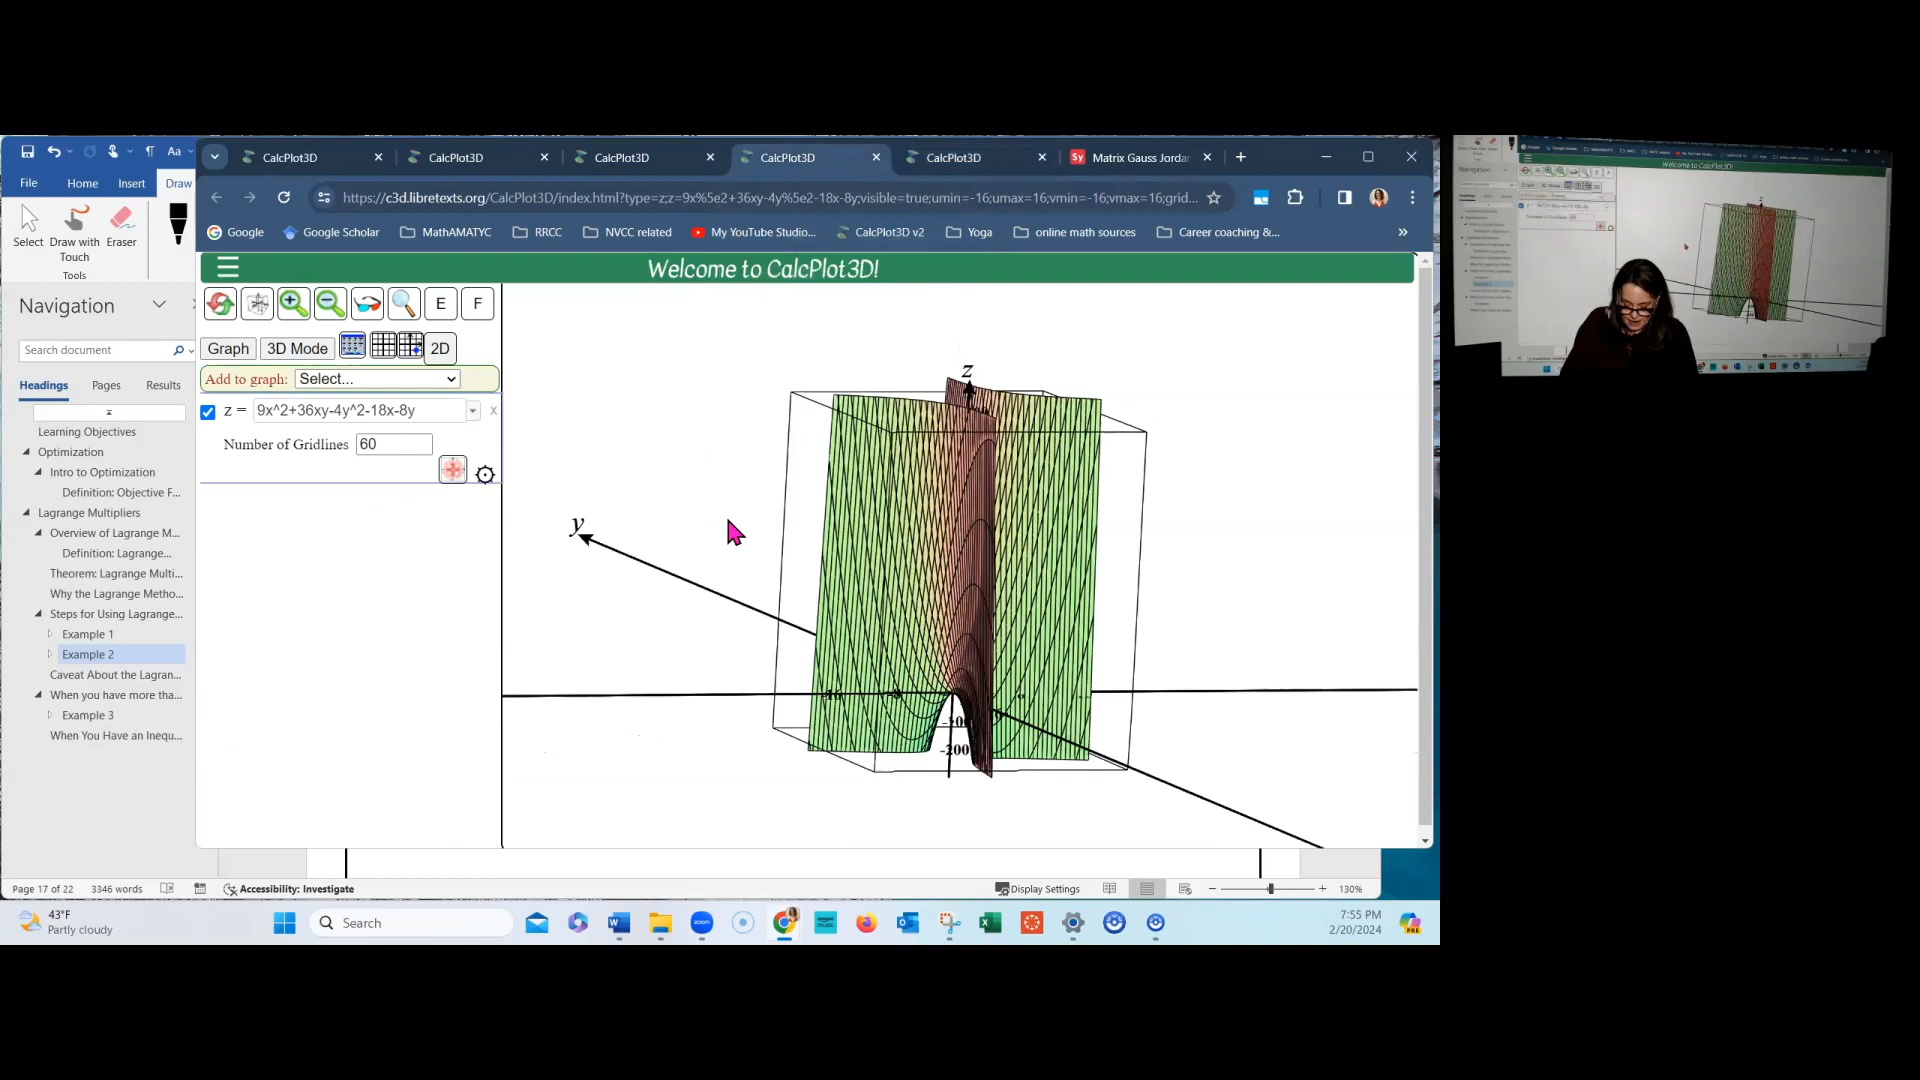 Aa
File
Home
Insert
Draw
Select
Draw with Touch
Eraser
Tools
Navigation
Search document
Headings
Pages
Results
Learning Objectives
Optimization
Intro to Optimization
Definition: Objective F...
Lagrange Multipliers
Overview of Lagrange M...
Definition: Lagrange...
Theorem: Lagrange Multi...
Why the Lagrange Metho...
Steps for Using Lagrange...
Example 1
Example 2
Caveat About the Lagran...
When you have more tha...
Example 3
When You Have an Inequ...
CalcPlot3D
CalcPlot3D
CalcPlot3D
CalcPlot3D
CalcPlot3D
Sy Matrix Gauss Jordan
https://c3d.libretexts.org/CalcPlot3D/index.html?type=z;z=9x%5e2+36xy-4y%5e2-18x-8y;visible=true;umin=-16;umax=16;vmin=-16;vmax=16;grid...
Google
Google Scholar
MathAMATYC
RRCC
NVCC related
My YouTube Studio...
CalcPlot3D v2
Yoga
online math sources
Career coaching &...
»
Welcome to CalcPlot3D!
E
F
Graph
3D Mode
2D
Add to graph: Select...
z = 9x^2+36xy-4y^2-18x-8y
x
Number of Gridlines 60
z
y
-16
-8
-100
-200
Page 17 of 22
3346 words
Accessibility: Investigate
Display Settings
130%
43°F
Partly cloudy
Search
zoom
7:55 PM
2/20/2024
PRE